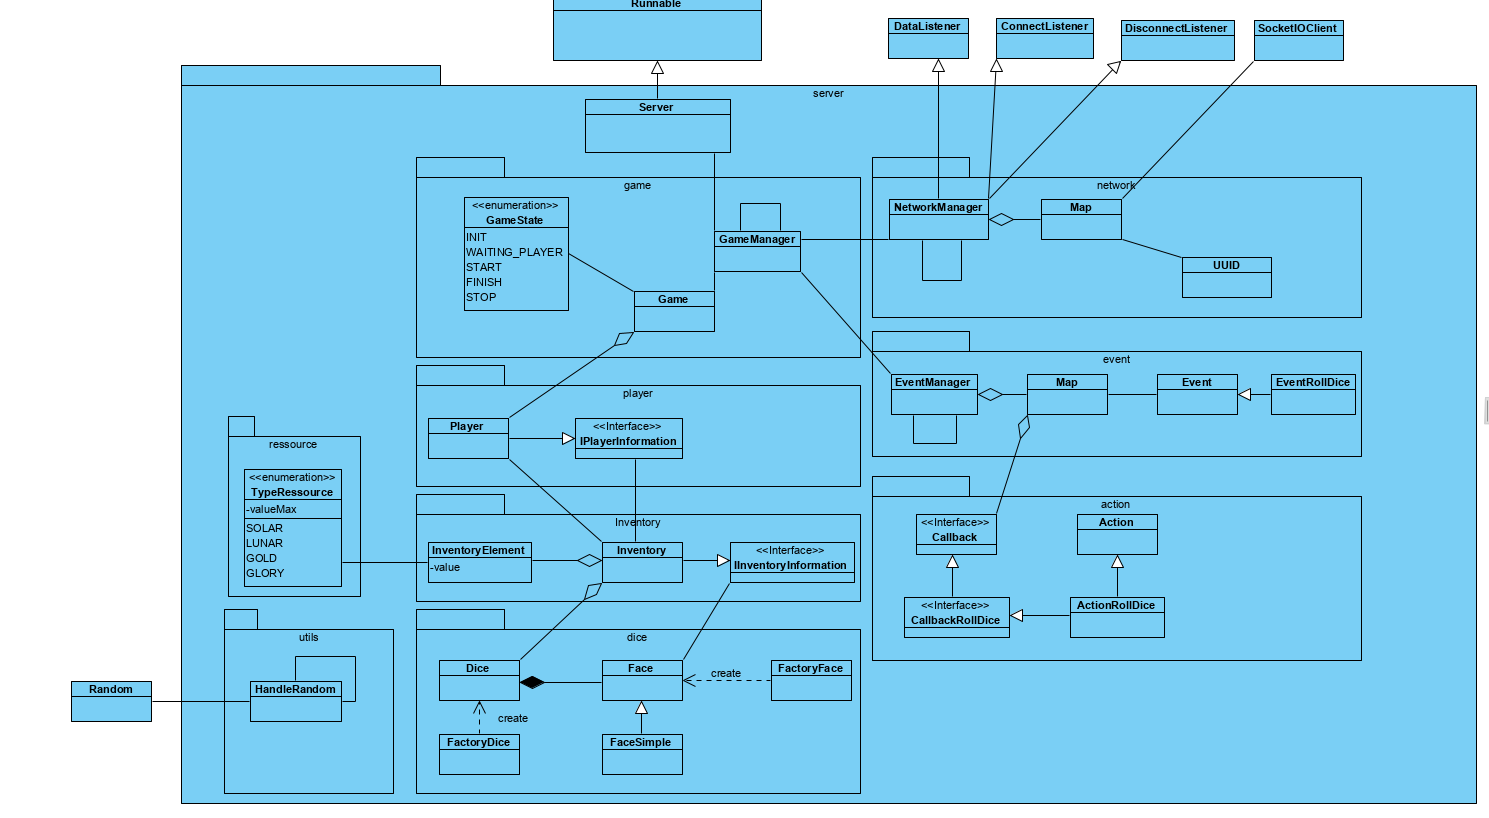 Runnable
DataListener
ConnectListener
DisconnectListener
SocketIOClient
server
Server
game
<<enumeration>>
GameState
INIT
WAITING_PLAYER
START
FINISH
STOP
GameManager
Game
network
NetworkManager
Map
UUID
event
EventManager
Map
Event
EventRollDice
player
Player
<<Interface>>
IPlayerInformation
ressource
<<enumeration>>
TypeRessource
-valueMax
SOLAR
LUNAR
GOLD
GLORY
Inventory
InventoryElement
-value
Inventory
<<Interface>>
IInventoryInformation
action
<<Interface>>
Callback
Action
<<Interface>>
CallbackRollDice
ActionRollDice
utils
HandleRandom
Random
dice
Dice
Face
create
FactoryFace
create
FactoryDice
FaceSimple